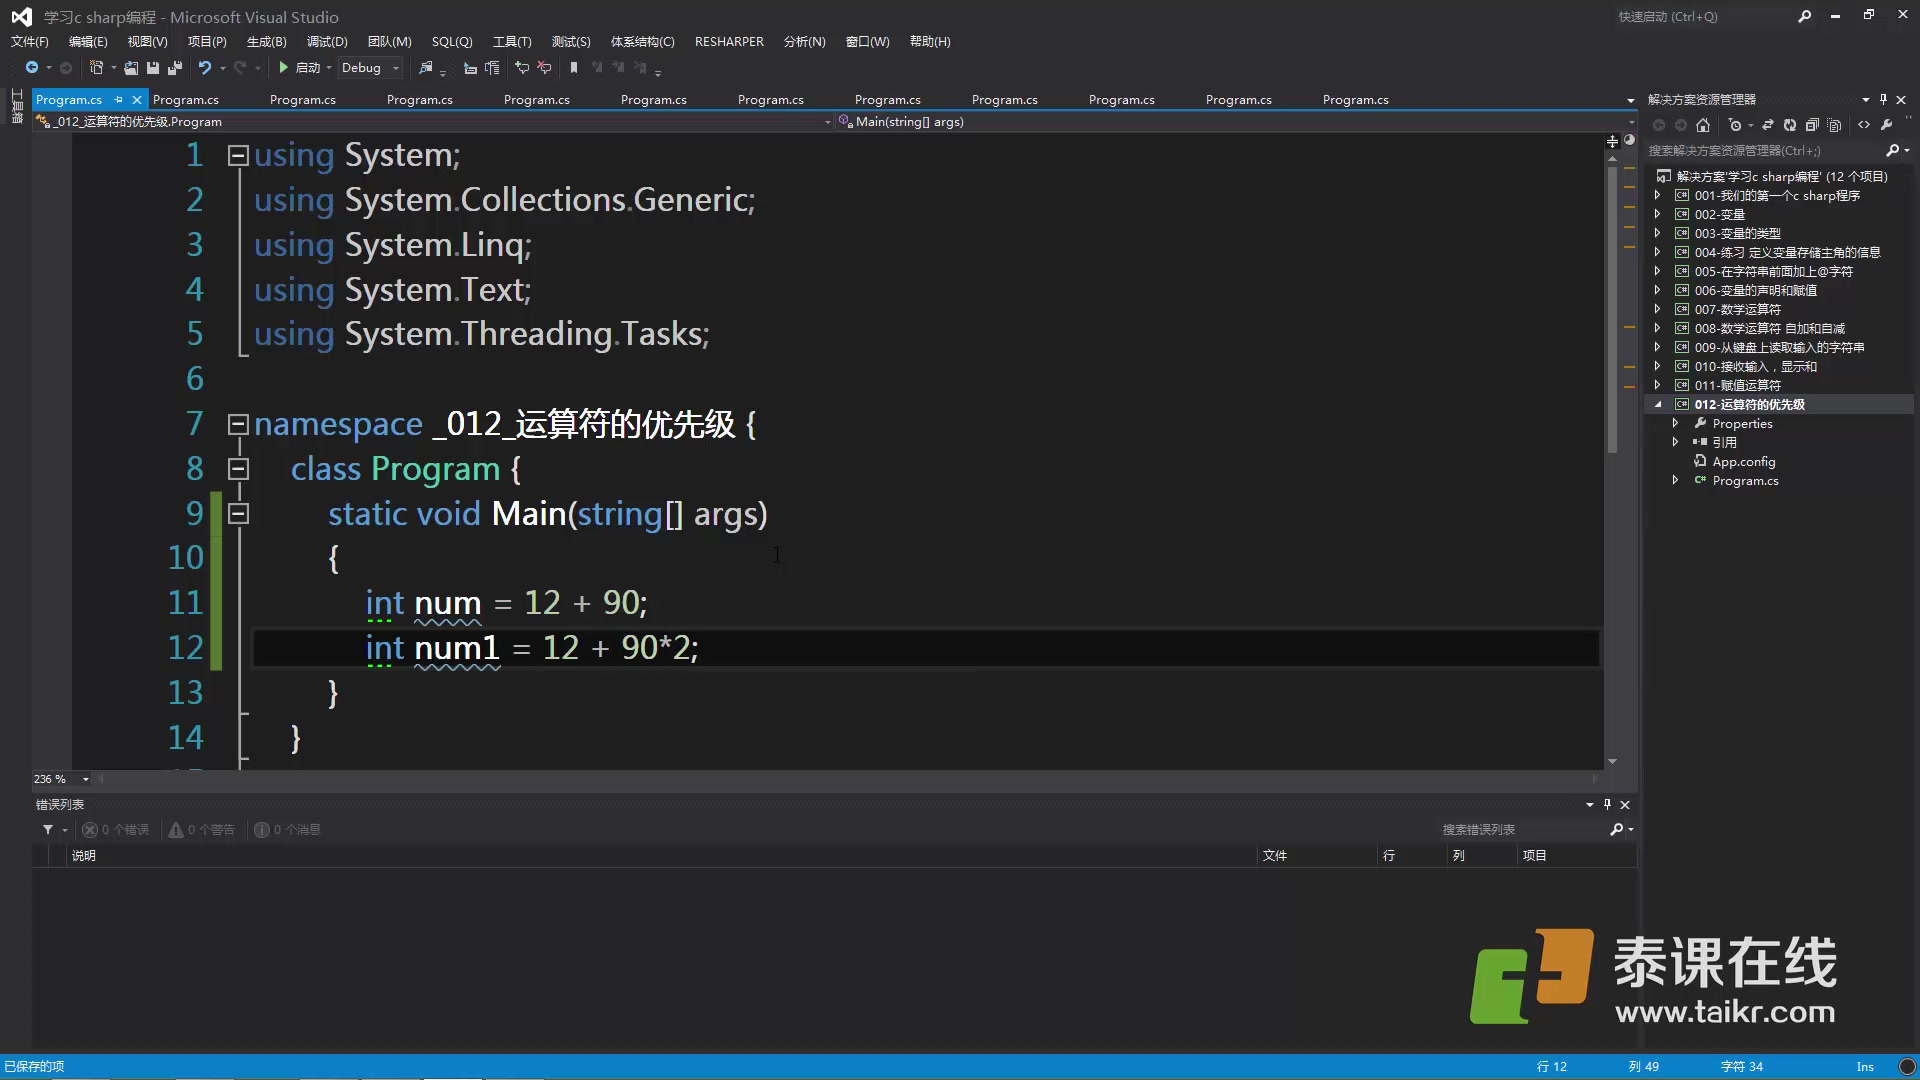 学习c sharp编程 - Microsoft Visual Studio
快速启动 (Ctrl+Q)
文件(F) 编辑(E) 视图(V) 项目(P) 生成(B) 调试(D) 团队(M) SQL(Q) 工具(T) 测试(S) 体系结构(C) RESHARPER 分析(N) 窗口(W) 帮助(H)
启动 Debug
工具箱
Program.cs Program.cs Program.cs Program.cs Program.cs Program.cs Program.cs Program.cs Program.cs Program.cs Program.cs Program.cs
_012_运算符的优先级.Program Main(string[] args)
1 using System;
2 using System.Collections.Generic;
3 using System.Linq;
4 using System.Text;
5 using System.Threading.Tasks;
6
7 namespace _012_运算符的优先级 {
8 class Program {
9 static void Main(string[] args)
10 {
11 int num = 12 + 90;
12 int num1 = 12 + 90*2;
13 }
14 }
236 %
错误列表
0 个错误 0 个警告 0 个消息
搜索错误列表
说明 文件 行 列 项目
解决方案资源管理器
搜索解决方案资源管理器(Ctrl+;)
解决方案'学习c sharp编程' (12 个项目)
001-我们的第一个c sharp程序
002-变量
003-变量的类型
004-练习 定义变量存储主角的信息
005-在字符串前面加上@字符
006-变量的声明和赋值
007-数学运算符
008-数学运算符 自加和自减
009-从键盘上读取输入的字符串
010-接收输入，显示和
011-赋值运算符
012-运算符的优先级
Properties
引用
App.config
Program.cs
泰课在线
www.taikr.com
已保存的项 行 12 列 49 字符 34 Ins